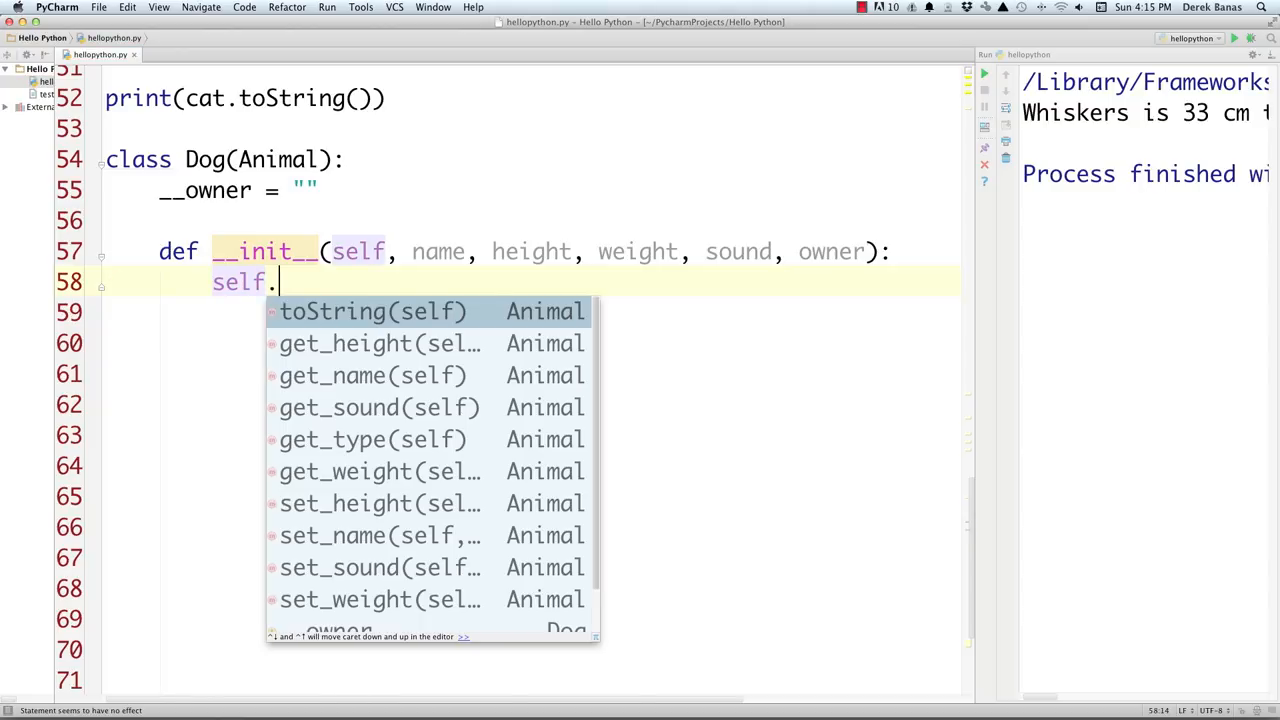 PyCharm File Edit View Navigate Code Refactor Run Tools VCS Window Help 10 8 Sun 4:15 PM Derek Banas
hellopython.py - Hello Python - [~/PycharmProjects/Hello Python]
Hello Python hellopython.py hellopython
hellopython.py Run hellopython
Hello P
hell
test
Externa
51
52 print(cat.toString())
53
54 class Dog(Animal):
55 __owner = ""
56
57 def __init__(self, name, height, weight, sound, owner):
58 self.
59
60
61
62
63
64
65
66
67
68
69
70
71
toString(self) Animal
get_height(sel… Animal
get_name(self) Animal
get_sound(self) Animal
get_type(self) Animal
get_weight(sel… Animal
set_height(sel… Animal
set_name(self,… Animal
set_sound(self… Animal
set_weight(sel… Animal
__owner Dog
^↓ and ^↑ will move caret down and up in the editor >>
/Library/Frameworks
Whiskers is 33 cm t
Process finished wi
Statement seems to have no effect 58:14 LF UTF-8